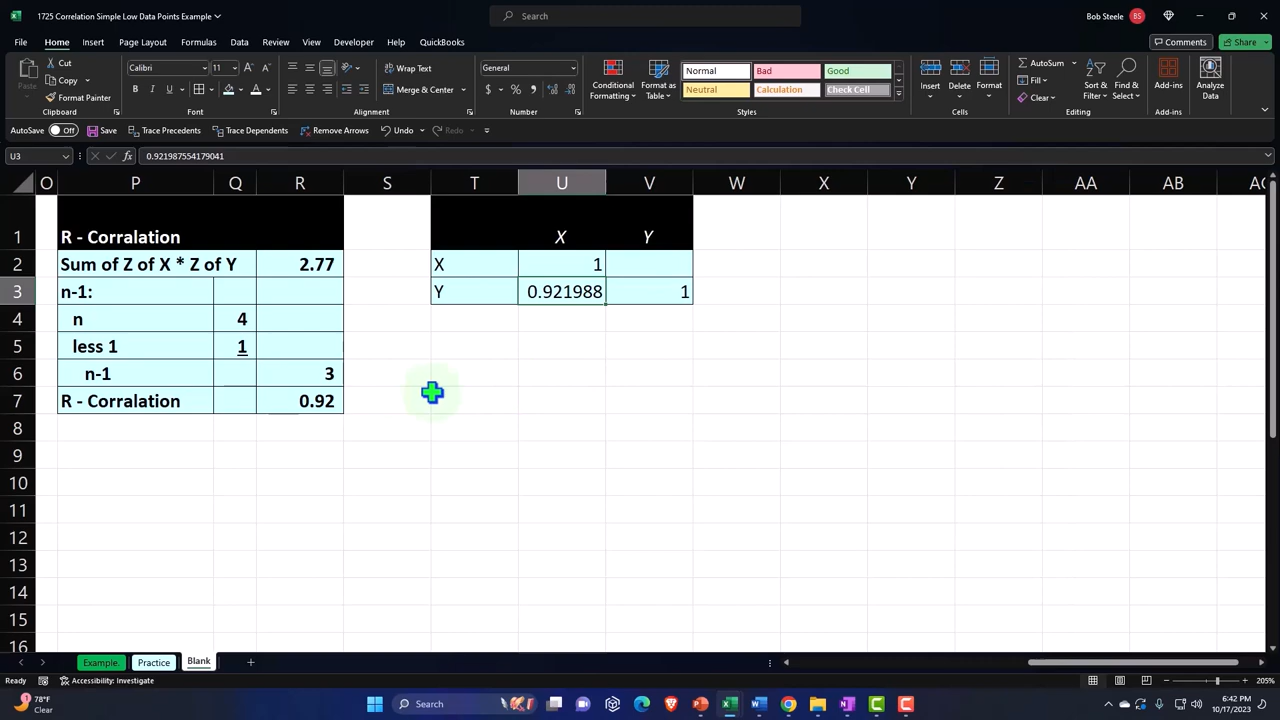 1725 Correlation Simple Low Data Points Example
Search
Bob Steele BS
File Home Insert Page Layout Formulas Data Review View Developer Help QuickBooks
Comments Share
Paste Cut Copy Format Painter
Clipboard
Calibri 11
B I U
Font
Wrap Text
Merge & Center
Alignment
General
$ % 9
Number
Conditional Formatting Format as Table
Normal Bad Good
Neutral Calculation Check Cell
Styles
Insert Delete Format
Cells
AutoSum Clear Sort & Filter Find & Select
Editing
Add-ins
Add-ins
Analyze Data
AutoSave Off Save Trace Precedents Trace Dependents Remove Arrows Undo Redo
U3 fx 0.921987554179041
O P Q R S T U V W X Y Z AA AB AC
1 R - Corralation X Y
2 Sum of Z of X * Z of Y 2.77 X 1
3 n-1: Y 0.921988 1
4 n 4
5 less 1 1
6 n-1 3
7 R - Corralation 0.92
8
9
10
11
12
13
14
15
16
Example. Practice Blank
Ready Accessibility: Investigate 205%
78°F
Clear
Search
6:42 PM
10/17/2023